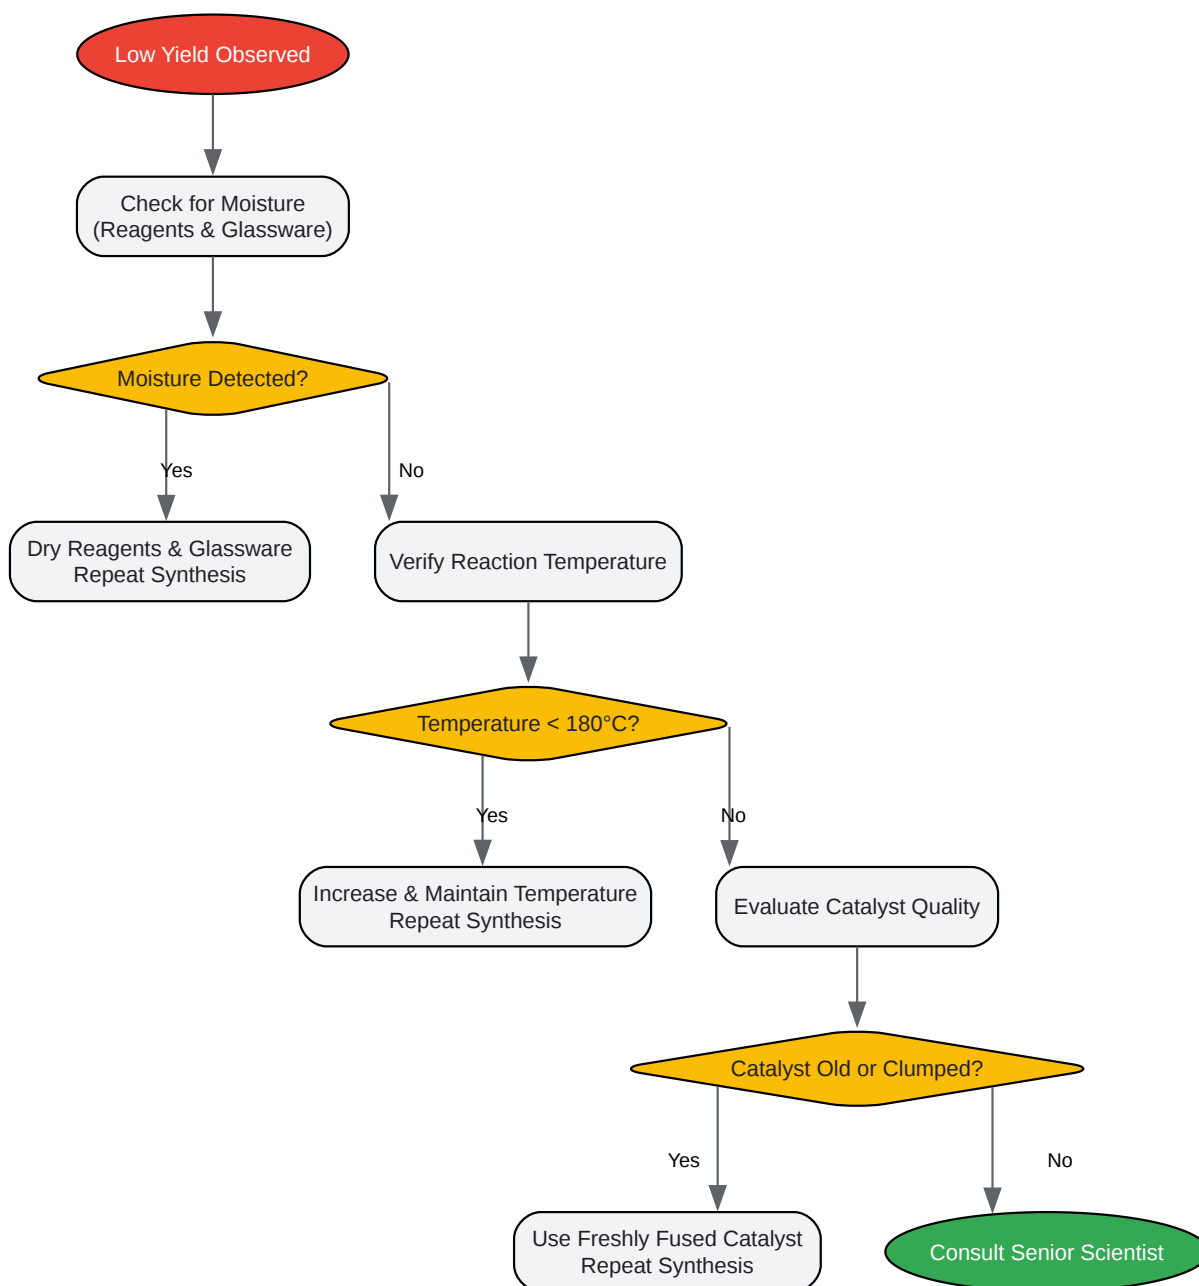 Low Yield Observed
Check for Moisture
(Reagents & Glassware)
Moisture Detected?
Yes
No
Dry Reagents & Glassware
Repeat Synthesis
Verify Reaction Temperature
Temperature < 180°C?
Yes
No
Increase & Maintain Temperature
Repeat Synthesis
Evaluate Catalyst Quality
Catalyst Old or Clumped?
Yes
No
Use Freshly Fused Catalyst
Repeat Synthesis
Consult Senior Scientist